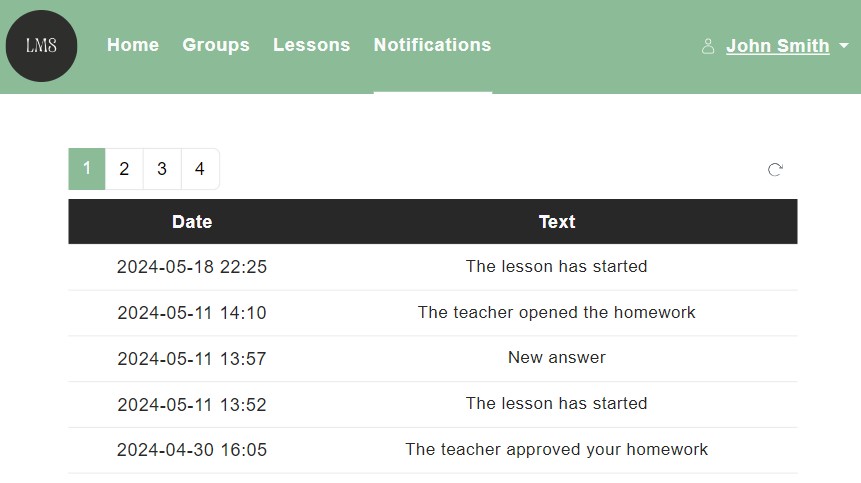 LMS Home Groups Lessons Notifications John Smith
1 2 3 4
Date Text
2024-05-18 22:25 The lesson has started
2024-05-11 14:10 The teacher opened the homework
2024-05-11 13:57 New answer
2024-05-11 13:52 The lesson has started
2024-04-30 16:05 The teacher approved your homework